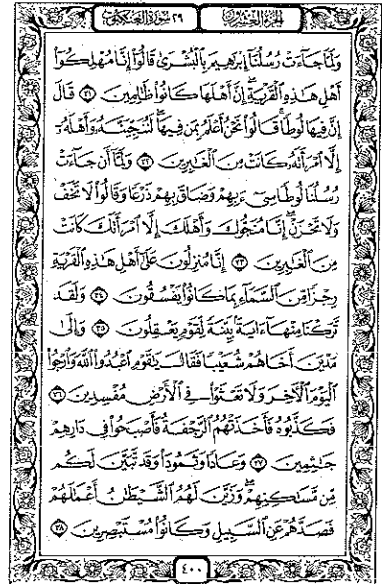 الجزء العشرون
٢٩ سورة العنكبوت
وَلَمَّا جَاءَتْ رُسُلُنَا إِبْرَاهِيمَ بِالْبُشْرَىٰ قَالُوا إِنَّا مُهْلِكُوا
أَهْلِ هَٰذِهِ الْقَرْيَةِ إِنَّ أَهْلَهَا كَانُوا ظَالِمِينَ ٣١ قَالَ
إِنَّ فِيهَا لُوطًا قَالُوا نَحْنُ أَعْلَمُ بِمَن فِيهَا لَنُنَجِّيَنَّهُ وَأَهْلَهُ
إِلَّا امْرَأَتَهُ كَانَتْ مِنَ الْغَابِرِينَ ٣٢ وَلَمَّا أَن جَاءَتْ
رُسُلُنَا لُوطًا سِيءَ بِهِمْ وَضَاقَ بِهِمْ ذَرْعًا وَقَالُوا لَا تَخَفْ
وَلَا تَحْزَنْ إِنَّا مُنَجُّوكَ وَأَهْلَكَ إِلَّا امْرَأَتَكَ كَانَتْ
مِنَ الْغَابِرِينَ ٣٣ إِنَّا مُنزِلُونَ عَلَىٰ أَهْلِ هَٰذِهِ الْقَرْيَةِ
رِجْزًا مِّنَ السَّمَاءِ بِمَا كَانُوا يَفْسُقُونَ ٣٤ وَلَقَد
تَّرَكْنَا مِنْهَا آيَةً بَيِّنَةً لِّقَوْمٍ يَعْقِلُونَ ٣٥ وَإِلَىٰ
مَدْيَنَ أَخَاهُمْ شُعَيْبًا فَقَالَ يَا قَوْمِ اعْبُدُوا اللَّهَ وَارْجُوا
الْيَوْمَ الْآخِرَ وَلَا تَعْثَوْا فِي الْأَرْضِ مُفْسِدِينَ ٣٦
فَكَذَّبُوهُ فَأَخَذَتْهُمُ الرَّجْفَةُ فَأَصْبَحُوا فِي دَارِهِمْ
جَاثِمِينَ ٣٧ وَعَادًا وَثَمُودَا وَقَد تَّبَيَّنَ لَكُم
مِّن مَّسَاكِنِهِمْ وَزَيَّنَ لَهُمُ الشَّيْطَانُ أَعْمَالَهُمْ
فَصَدَّهُمْ عَنِ السَّبِيلِ وَكَانُوا مُسْتَبْصِرِينَ ٣٨
٤٠٠